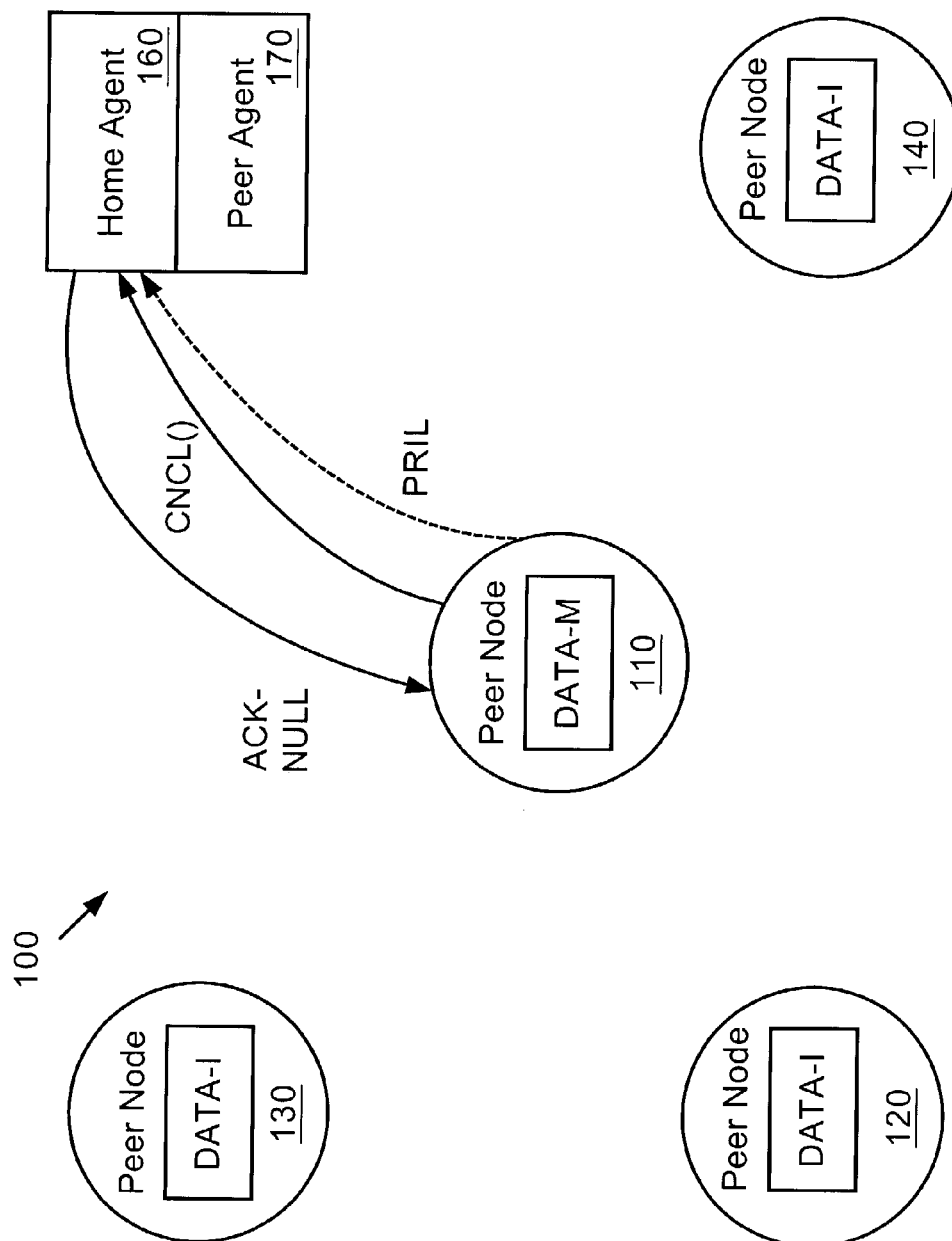 Peer Node
DATA-I
120
Peer Node
DATA-I
130
100
ACK-
NULL
Peer Node
DATA-M
110
CNCL()
PRIL
Peer Node
DATA-I
140
Home Agent
160
Peer Agent
170